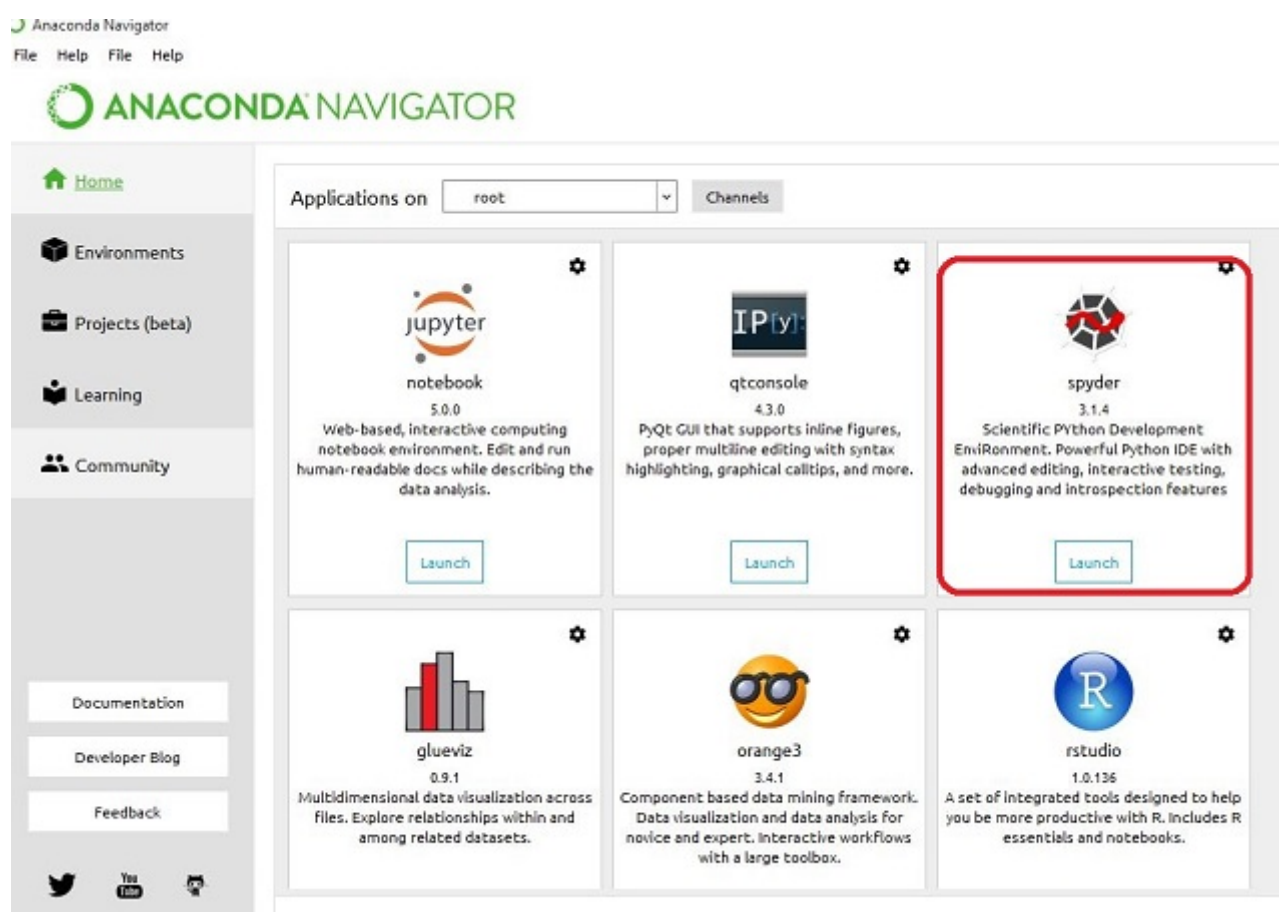 Anaconda Navigator
File Help File Help
ANACONDA NAVIGATOR
Home
Environments
Projects (beta)
Learning
Community
Documentation
Developer Blog
Feedback
You
Tube
Applications on root Channels
jupyter
notebook
5.0.0
Web-based, interactive computing
notebook environment. Edit and run
human-readable docs while describing the
data analysis.
Launch
IP[y]:
qtconsole
4.3.0
PyQt GUI that supports inline figures,
proper multiline editing with syntax
highlighting, graphical calltips, and more.
Launch
spyder
3.1.4
Scientific PYthon Development
EnviRonment. Powerful Python IDE with
advanced editing, interactive testing,
debugging and introspection features
Launch
glueviz
0.9.1
Multidimensional data visualization across
files. Explore relationships within and
among related datasets.
orange3
3.4.1
Component based data mining framework.
Data visualization and data analysis for
novice and expert. Interactive workflows
with a large toolbox.
R
rstudio
1.0.136
A set of integrated tools designed to help
you be more productive with R. Includes R
essentials and notebooks.